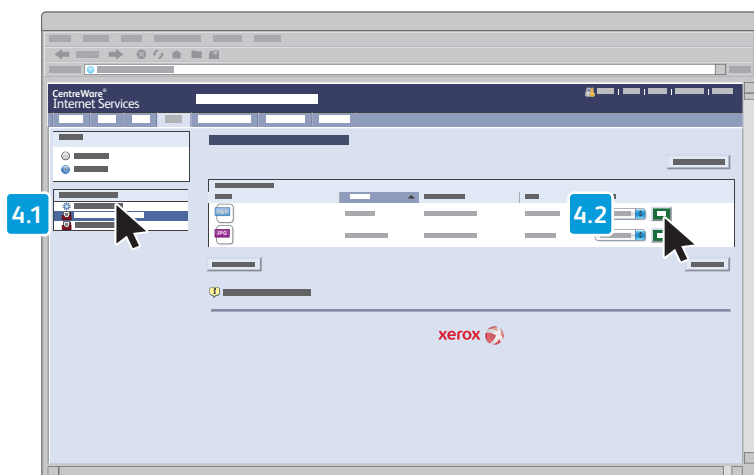 CentreWare®
Internet Services
4.1
PDF
4.2
JPG
xerox